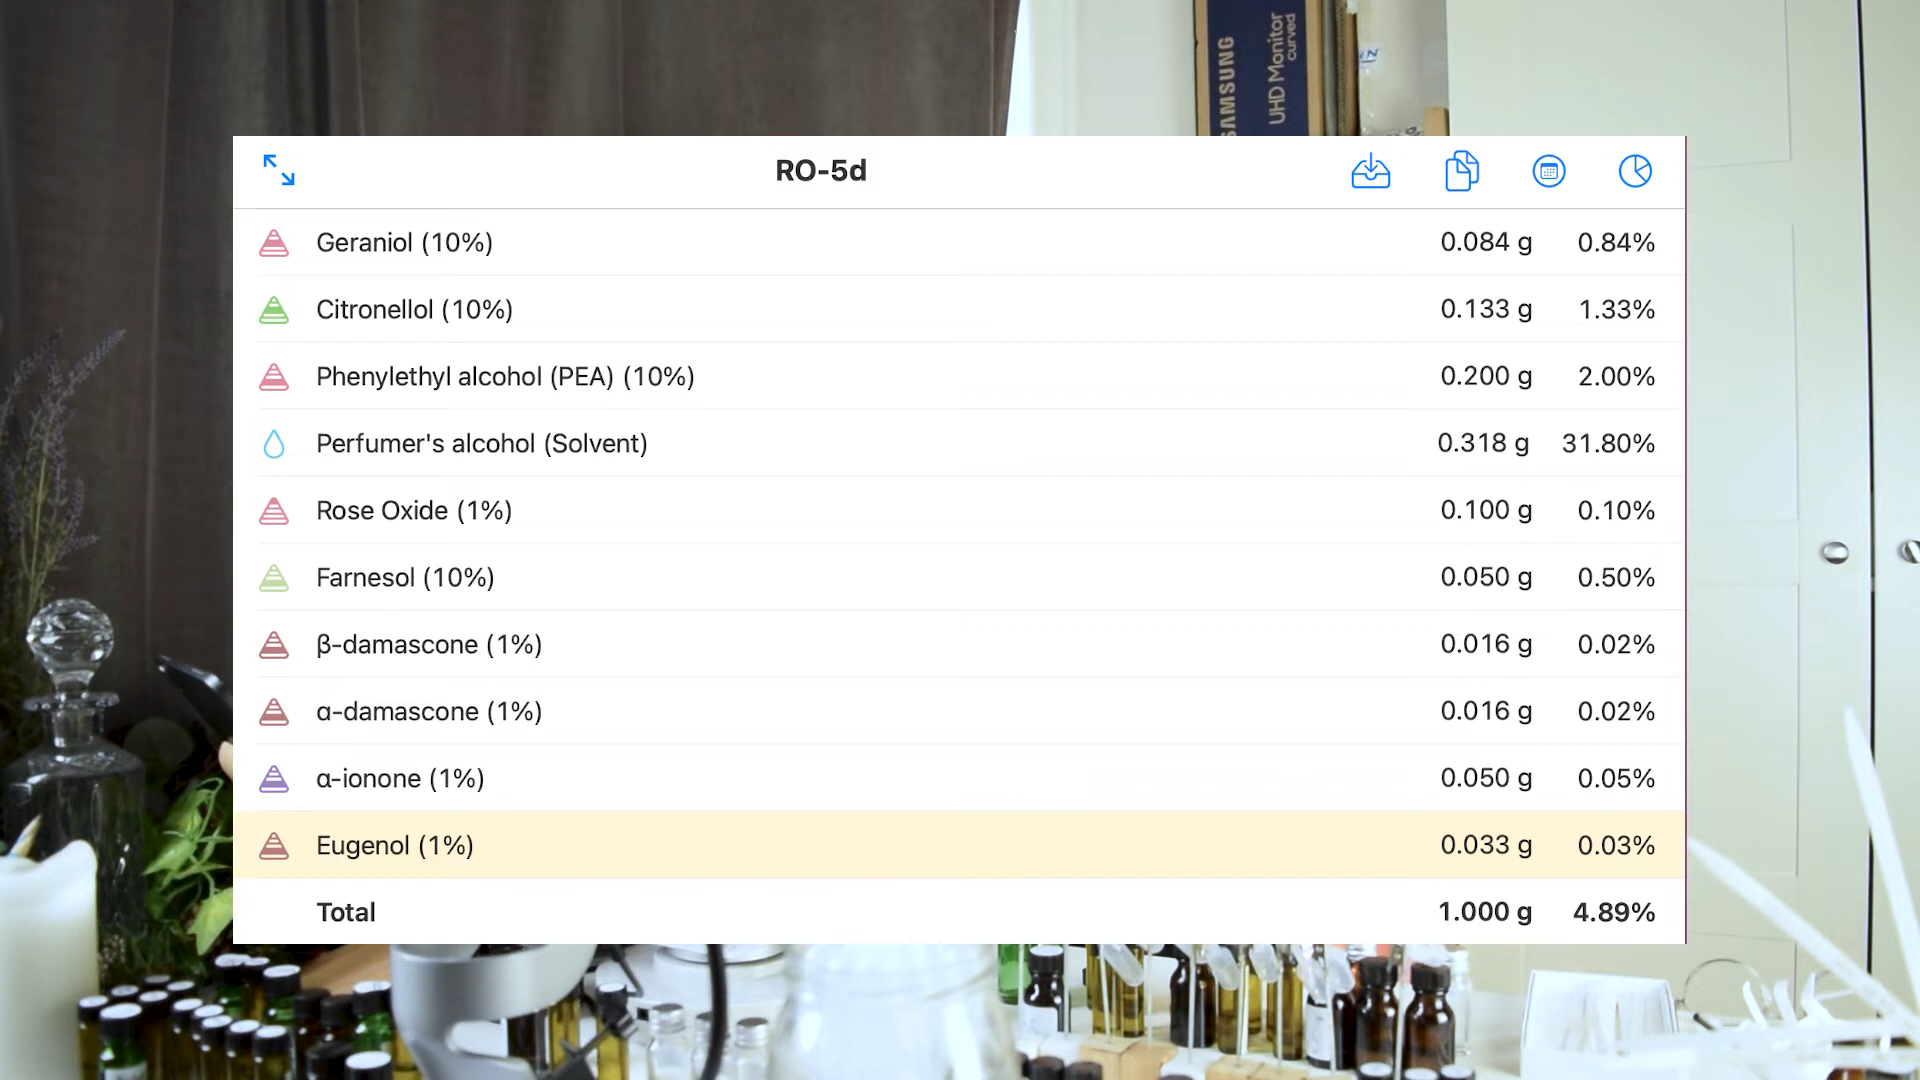 SAMSUNG
UHD Monitor
curved
RO-5d
Geraniol (10%) 0.084 g 0.84%
Citronellol (10%) 0.133 g 1.33%
Phenylethyl alcohol (PEA) (10%) 0.200 g 2.00%
Perfumer's alcohol (Solvent) 0.318 g 31.80%
Rose Oxide (1%) 0.100 g 0.10%
Farnesol (10%) 0.050 g 0.50%
β-damascone (1%) 0.016 g 0.02%
α-damascone (1%) 0.016 g 0.02%
α-ionone (1%) 0.050 g 0.05%
Eugenol (1%) 0.033 g 0.03%
Total 1.000 g 4.89%